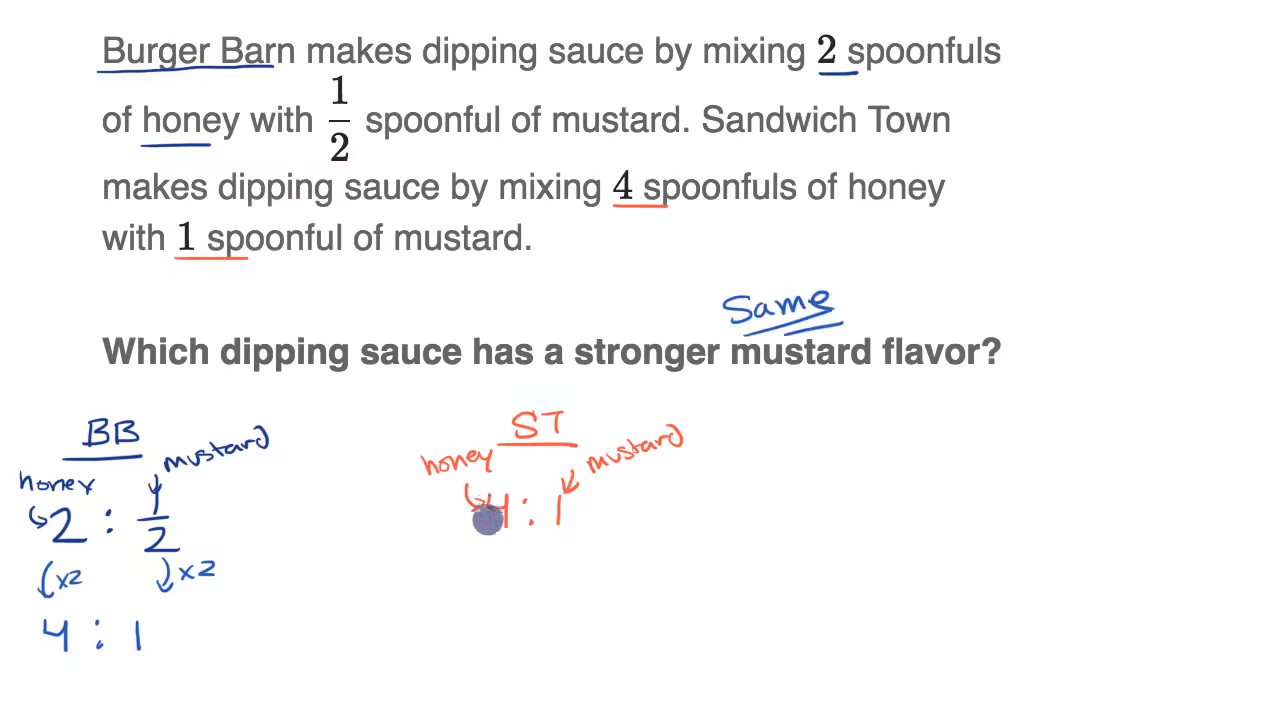 Burger Barn makes dipping sauce by mixing 2 spoonfuls
of honey with 1/2 spoonful of mustard. Sandwich Town
makes dipping sauce by mixing 4 spoonfuls of honey
with 1 spoonful of mustard.
Same
Which dipping sauce has a stronger mustard flavor?
BB
honey mustard
2 : 1/2
x2 x2
4 : 1
ST
honey mustard
4 : 1